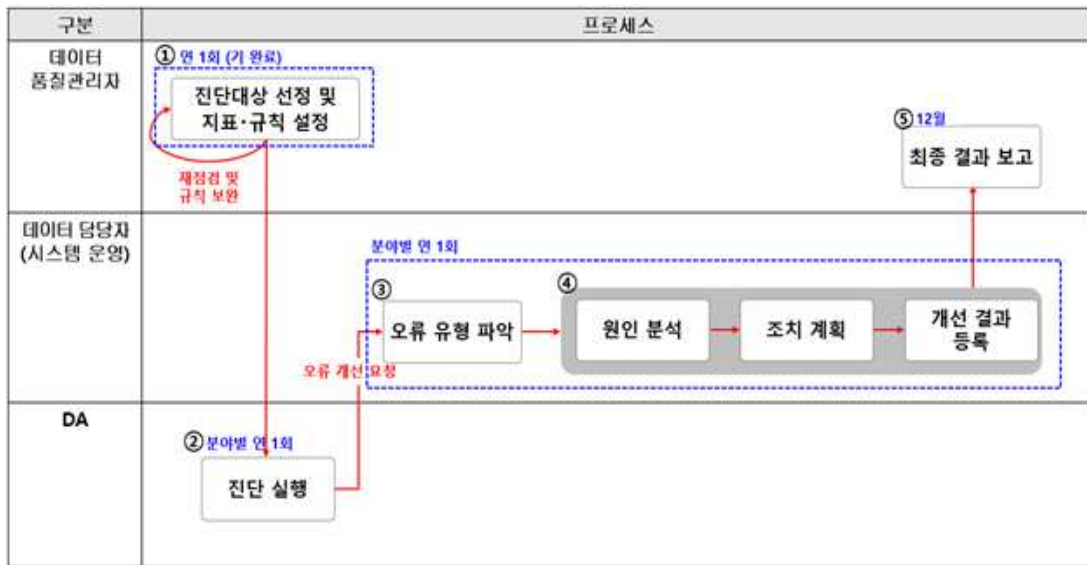 구분
프로세스
데이터
품질관리자
① 연 1회 (기 완료)
진단대상 선정 및
지표·규칙 설정
재점검 및
규칙 보완
⑤ 12월
최종 결과 보고
데이터 담당자
(시스템 운영)
분야별 연 1회
③
오류 유형 파악
④
원인 분석
조치 계획
개선 결과
등록
오류 개선 요청
DA
② 분야별 연 1회
진단 실행